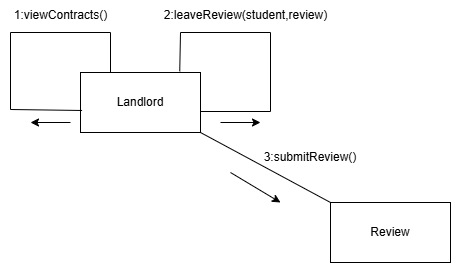 1:viewContracts()
2:leaveReview(student,review)
Landlord
3:submitReview()
Review